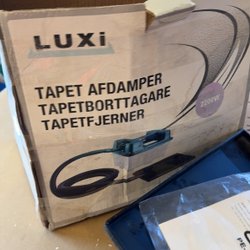 LUXi
TAPET AFDAMPER
TAPETBORTTAGARE
TAPETFJERNER